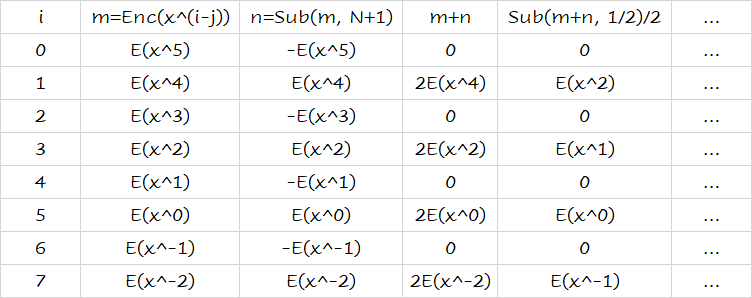 i m=Enc(x^(i-j)) n=Sub(m, N+1) m+n Sub(m+n, 1/2)/2 ...
0 E(x^5) -E(x^5) 0 0 ...
1 E(x^4) E(x^4) 2E(x^4) E(x^2) ...
2 E(x^3) -E(x^3) 0 0 ...
3 E(x^2) E(x^2) 2E(x^2) E(x^1) ...
4 E(x^1) -E(x^1) 0 0 ...
5 E(x^0) E(x^0) 2E(x^0) E(x^0) ...
6 E(x^-1) -E(x^-1) 0 0 ...
7 E(x^-2) E(x^-2) 2E(x^-2) E(x^-1) ...